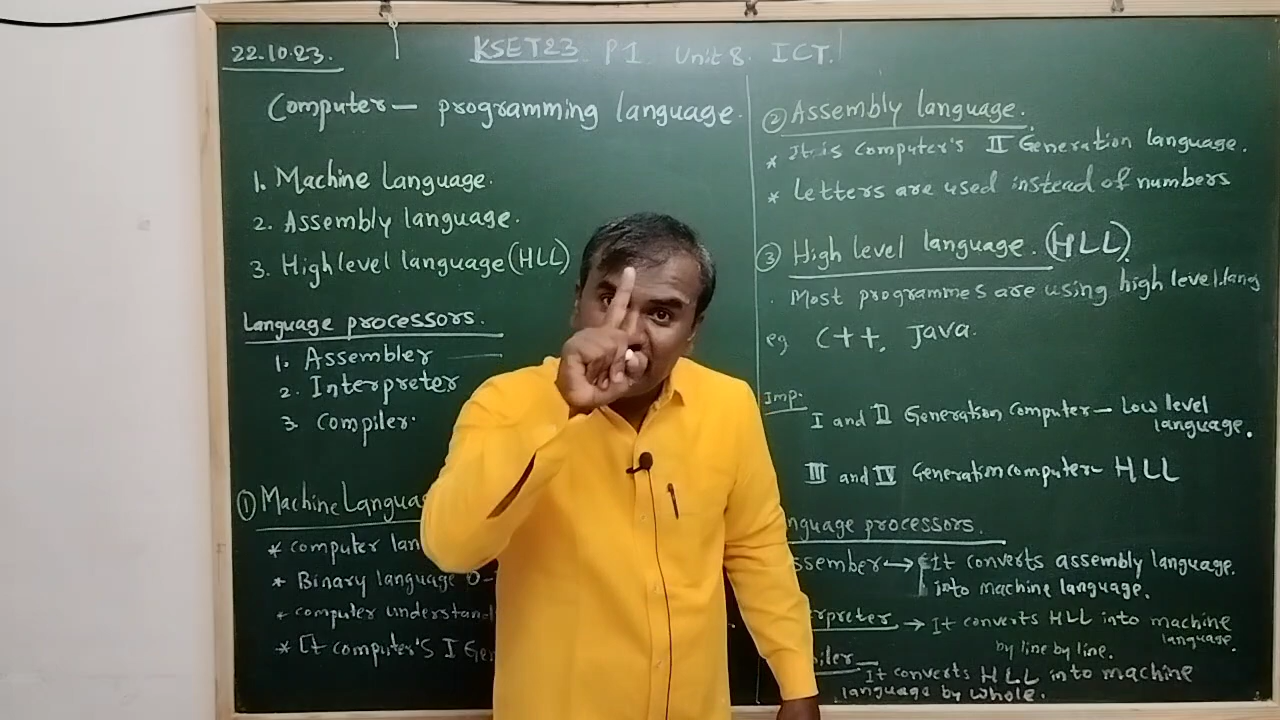 22.10.23.
KSET23 P1 Unit 8. ICT.
Computer — programming language.
1. Machine Language.
2. Assembly language.
3. High level language (HLL)
Language processors.
1. Assembler
2. Interpreter
3. Compiler.
① Machine Langua
* computer lan
* Binary language 0-
* computer understand
* It computer's I Ge
② Assembly language.
* It is Computer's II Generation language.
* Letters are used instead of numbers
③ High level language. (HLL).
. Most programmes are using high level.lang
eg C++, Java.
Imp.
I and II Generation Computer – Low level
language.
III and IV Generation computer – HLL
nguage processors.
ssember → It converts assembly language.
into machine language.
rpreter → It converts HLL into machine
language.
by line by line.
iler — It converts HLL into machine
language by whole.